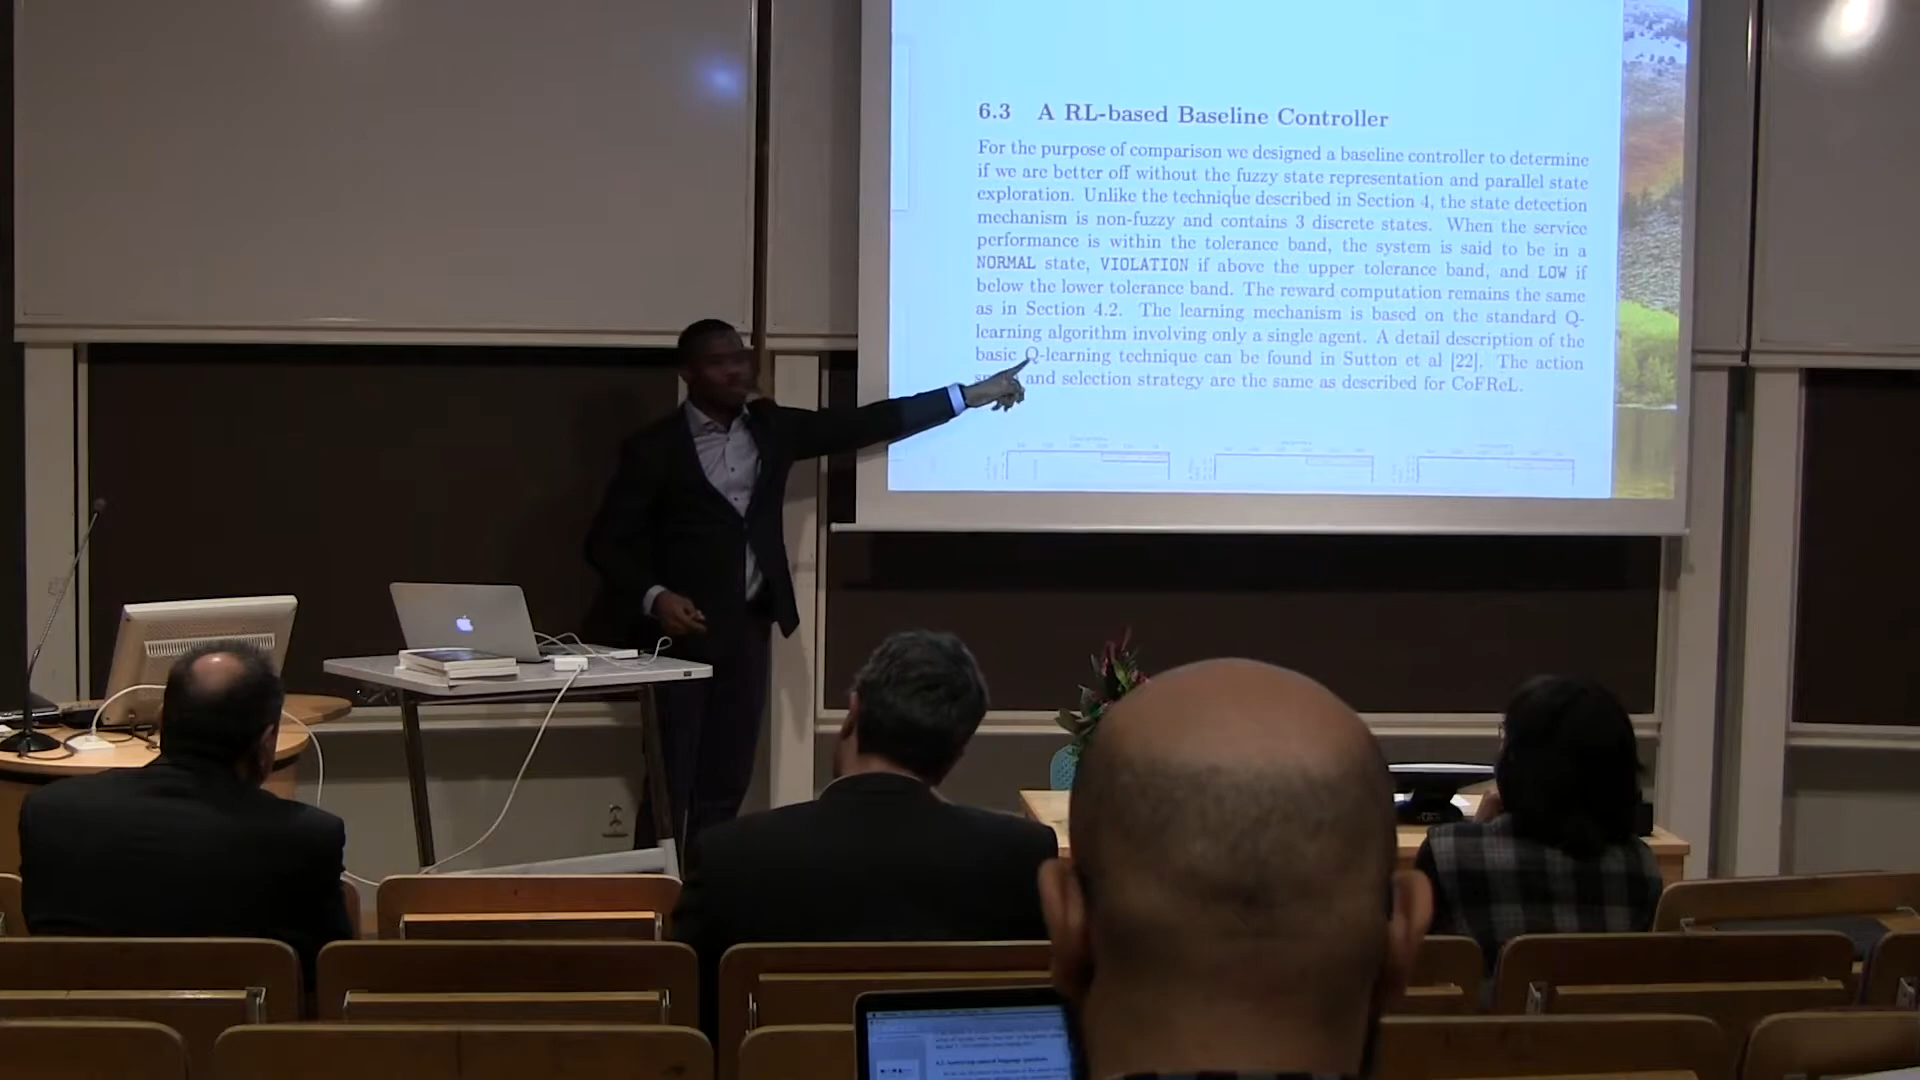 6.3 A RL-based Baseline Controller
For the purpose of comparison we designed a baseline controller to determine
if we are better off without the fuzzy state representation and parallel state
exploration. Unlike the technique described in Section 4, the state detection
mechanism is non-fuzzy and contains 3 discrete states. When the service
performance is within the tolerance band, the system is said to be in a
NORMAL state, VIOLATION if above the upper tolerance band, and LOW if
below the lower tolerance band. The reward computation remains the same
as in Section 4.2. The learning mechanism is based on the standard Q-
learning algorithm involving only a single agent. A detail description of the
basic Q-learning technique can be found in Sutton et al [22]. The action
and selection strategy are the same as described for CoFReL.